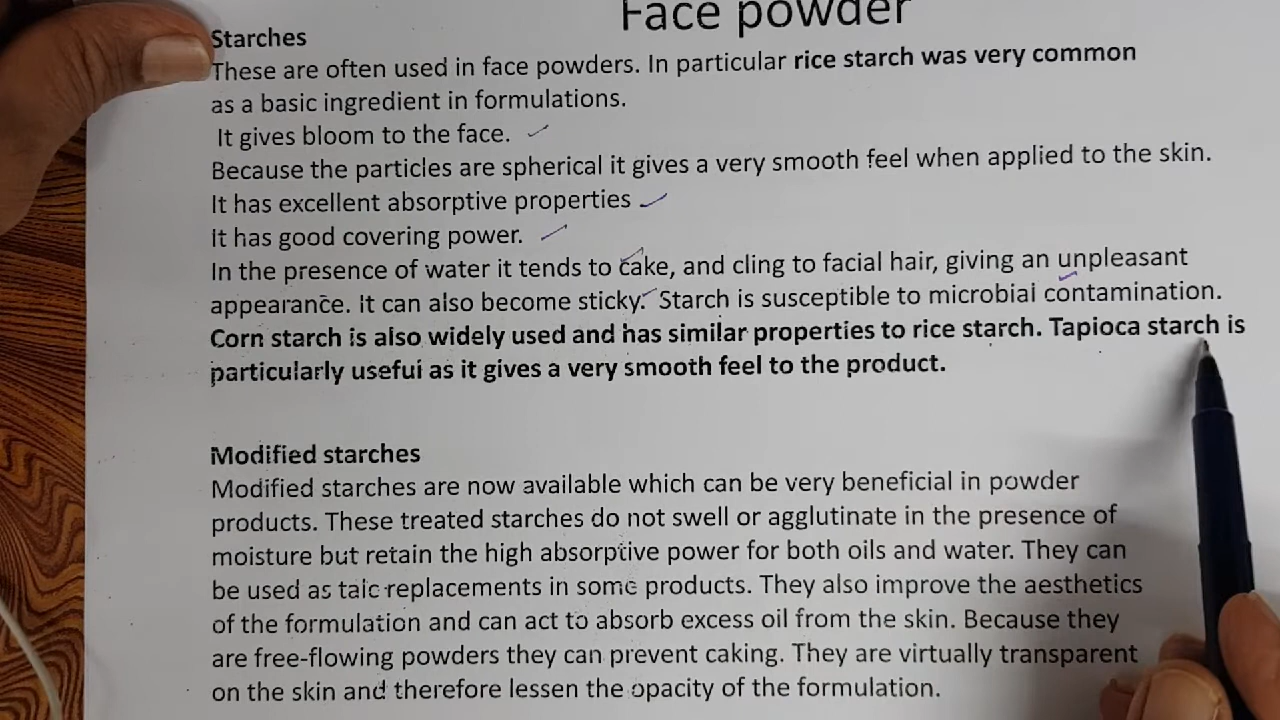 Face powder
Starches
These are often used in face powders. In particular rice starch was very common
as a basic ingredient in formulations.
It gives bloom to the face.
Because the particles are spherical it gives a very smooth feel when applied to the skin.
It has excellent absorptive properties
It has good covering power.
In the presence of water it tends to cake, and cling to facial hair, giving an unpleasant
appearance. It can also become sticky. Starch is susceptible to microbial contamination.
Corn starch is also widely used and has similar properties to rice starch. Tapioca starch is
particularly useful as it gives a very smooth feel to the product.
Modified starches
Modified starches are now available which can be very beneficial in powder
products. These treated starches do not swell or agglutinate in the presence of
moisture but retain the high absorptive power for both oils and water. They can
be used as talc replacements in some products. They also improve the aesthetics
of the formulation and can act to absorb excess oil from the skin. Because they
are free-flowing powders they can prevent caking. They are virtually transparent
on the skin and therefore lessen the opacity of the formulation.